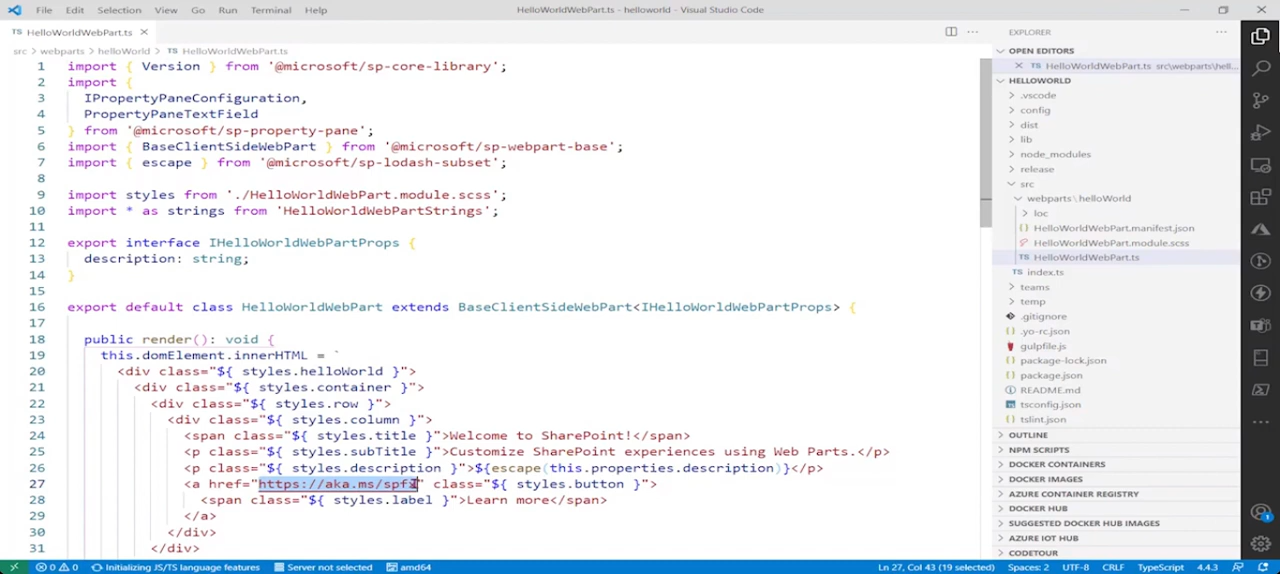 File Edit Selection View Go Run Terminal Help HelloWorldWebPart.ts - helloworld - Visual Studio Code
TS HelloWorldWebPart.ts ×
src > webparts > helloWorld > TS HelloWorldWebPart.ts
1 import { Version } from '@microsoft/sp-core-library';
2 import {
3 IPropertyPaneConfiguration,
4 PropertyPaneTextField
5 } from '@microsoft/sp-property-pane';
6 import { BaseClientSideWebPart } from '@microsoft/sp-webpart-base';
7 import { escape } from '@microsoft/sp-lodash-subset';
8
9 import styles from './HelloWorldWebPart.module.scss';
10 import * as strings from 'HelloWorldWebPartStrings';
11
12 export interface IHelloWorldWebPartProps {
13 description: string;
14 }
15
16 export default class HelloWorldWebPart extends BaseClientSideWebPart<IHelloWorldWebPartProps> {
17
18 public render(): void {
19 this.domElement.innerHTML = `
20 <div class="${ styles.helloWorld }">
21 <div class="${ styles.container }">
22 <div class="${ styles.row }">
23 <div class="${ styles.column }">
24 <span class="${ styles.title }">Welcome to SharePoint!</span>
25 <p class="${ styles.subTitle }">Customize SharePoint experiences using Web Parts.</p>
26 <p class="${ styles.description }">${escape(this.properties.description)}</p>
27 <a href="https://aka.ms/spfx" class="${ styles.button }">
28 <span class="${ styles.label }">Learn more</span>
29 </a>
30 </div>
31 </div>
EXPLORER
OPEN EDITORS
× TS HelloWorldWebPart.ts src\webparts\hell...
HELLOWORLD
.vscode
config
dist
lib
node_modules
release
src
webparts\helloWorld
loc
{} HelloWorldWebPart.manifest.json
HelloWorldWebPart.module.scss
TS HelloWorldWebPart.ts
TS index.ts
teams
temp
.gitignore
{} .yo-rc.json
gulpfile.js
{} package-lock.json
{} package.json
README.md
tsconfig.json
{} tslint.json
OUTLINE
NPM SCRIPTS
DOCKER CONTAINERS
DOCKER IMAGES
AZURE CONTAINER REGISTRY
DOCKER HUB
SUGGESTED DOCKER HUB IMAGES
AZURE IOT HUB
CODETOUR
1
0 0 Initializing JS/TS language features Server not selected amd64 Ln 27, Col 43 (19 selected) Spaces: 2 UTF-8 CRLF TypeScript 4.4.3